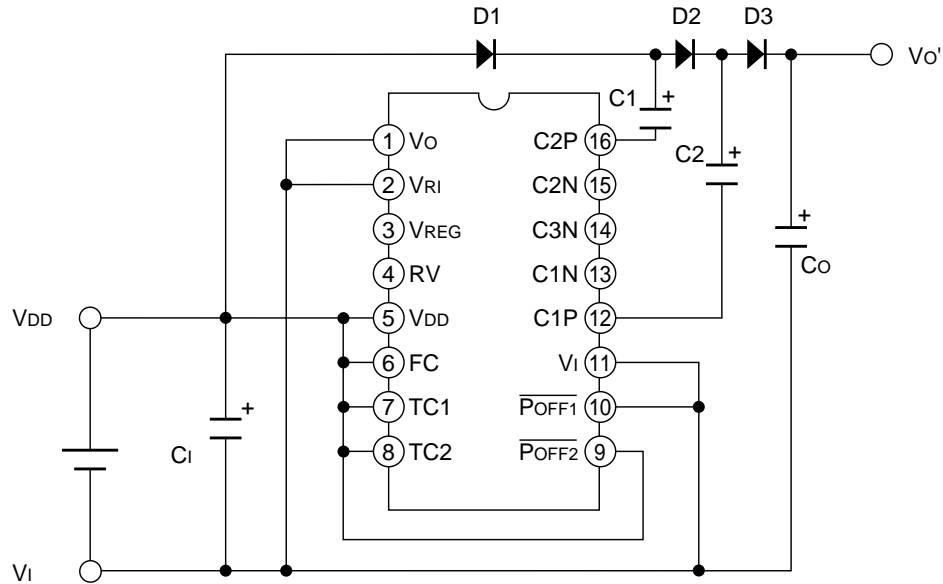 D1
D2
D3
VO'
C1
+
C2
+
+
CO
1 VO
2 VRI
3 VREG
4 RV
5 VDD
6 FC
7 TC1
8 TC2
C2P 16
C2N 15
C3N 14
C1N 13
C1P 12
VI 11
POFF1 10
POFF2 9
VDD
+
CI
VI